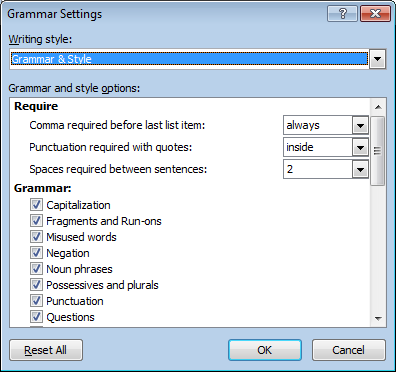 Grammar Settings
Writing style:
Grammar & Style
Grammar and style options:
Require
Comma required before last list item: always
Punctuation required with quotes: inside
Spaces required between sentences: 2
Grammar:
Capitalization
Fragments and Run-ons
Misused words
Negation
Noun phrases
Possessives and plurals
Punctuation
Questions
Reset All OK Cancel